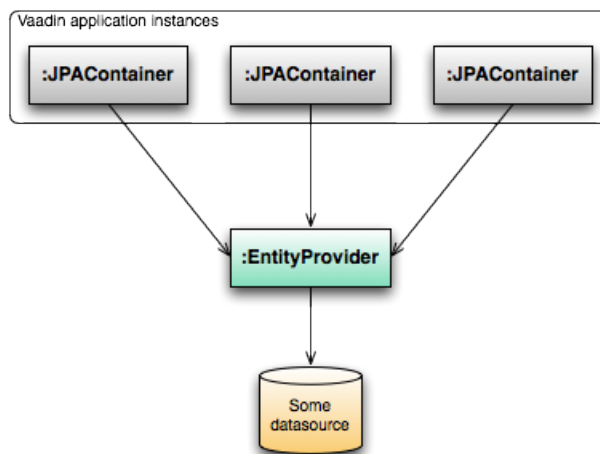 Vaadin application instances
:JPAContainer :JPAContainer :JPAContainer
:EntityProvider
Some
datasource